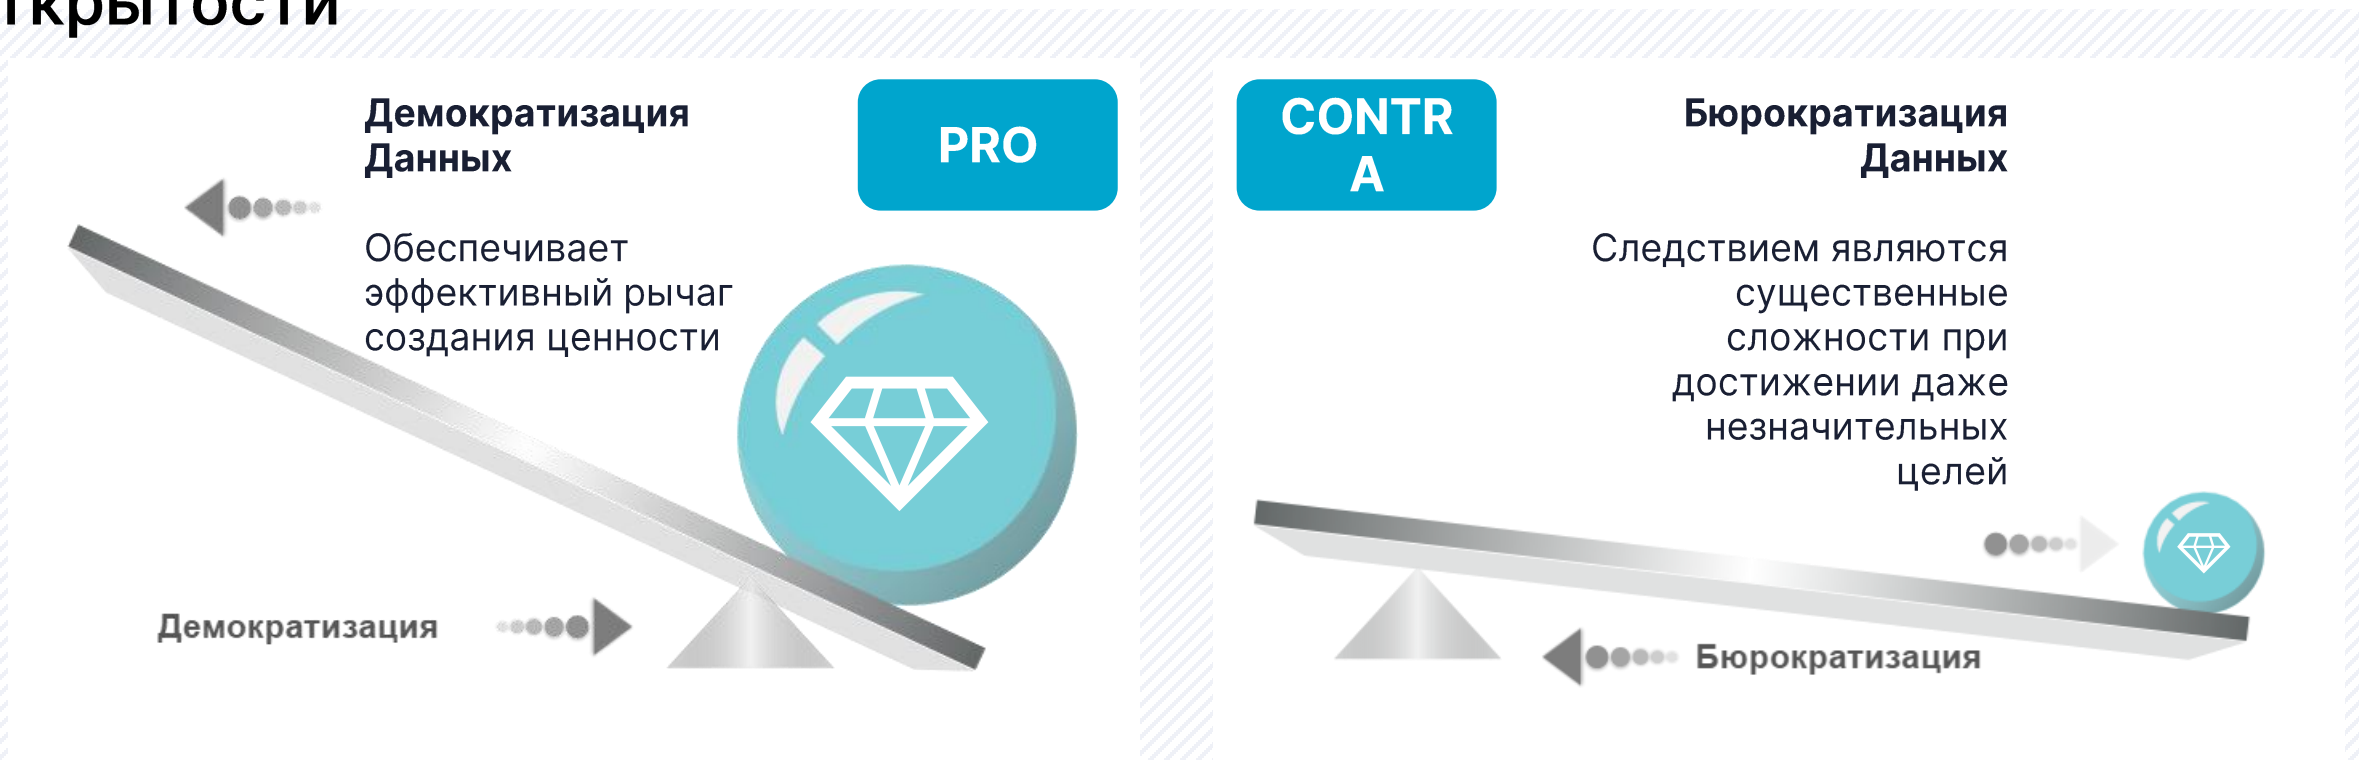 ткрытости
Демократизация
Данных
PRO
Обеспечивает
эффективный рычаг
создания ценности
Демократизация
CONTR
A
Бюрократизация
Данных
Следствием являются
существенные
сложности при
достижении даже
незначительных
целей
Бюрократизация